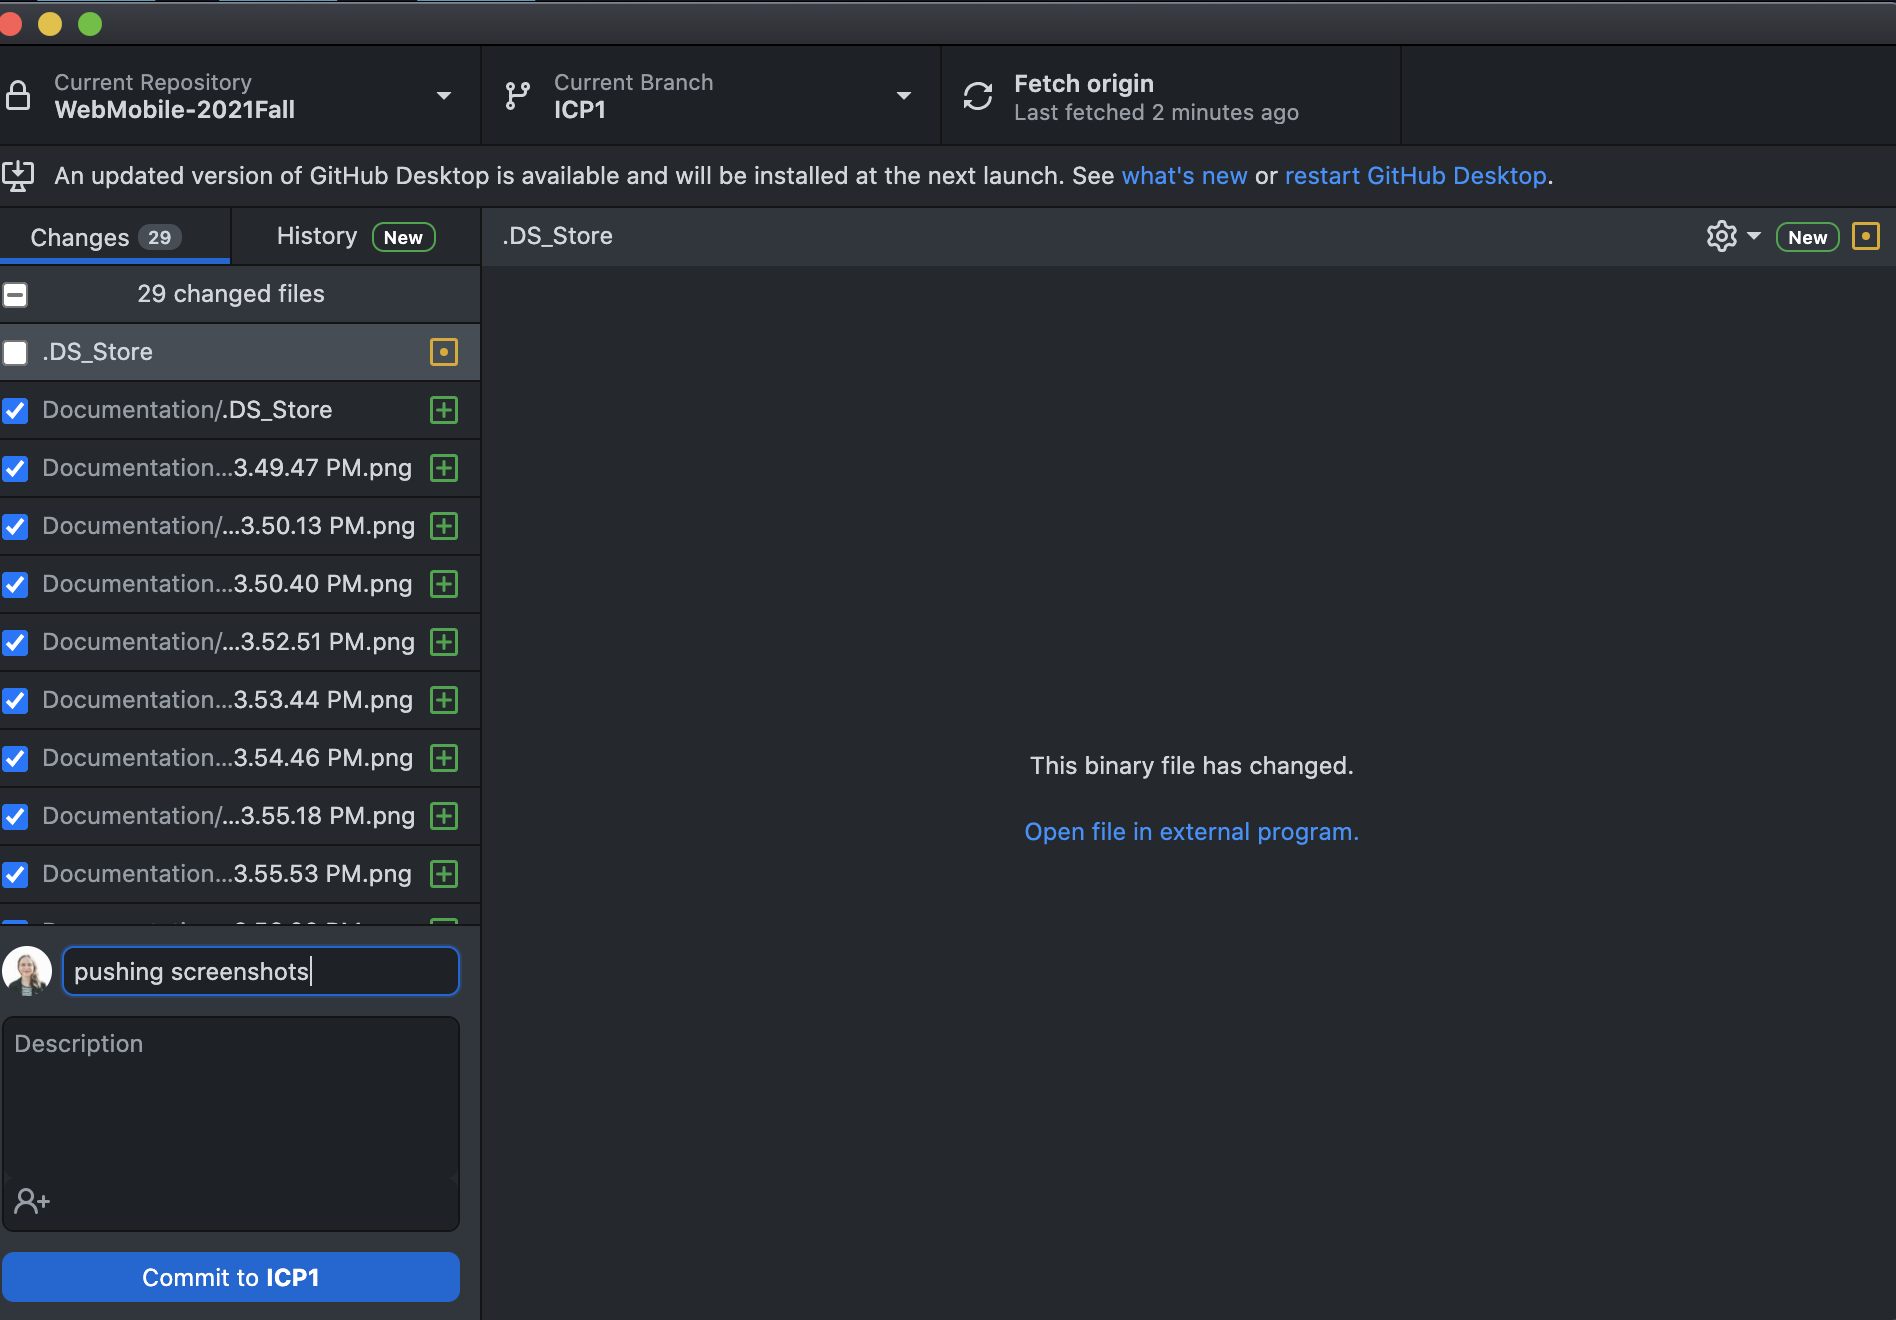 Current Repository
WebMobile-2021Fall
Current Branch
ICP1
Fetch origin
Last fetched 2 minutes ago
An updated version of GitHub Desktop is available and will be installed at the next launch. See what's new or restart GitHub Desktop.
Changes 29
History New
.DS_Store
New
29 changed files
.DS_Store
Documentation/.DS_Store
Documentation...3.49.47 PM.png
Documentation/...3.50.13 PM.png
Documentation...3.50.40 PM.png
Documentation/...3.52.51 PM.png
Documentation...3.53.44 PM.png
Documentation...3.54.46 PM.png
Documentation/...3.55.18 PM.png
Documentation...3.55.53 PM.png
This binary file has changed.
Open file in external program.
pushing screenshots
Description
Commit to ICP1